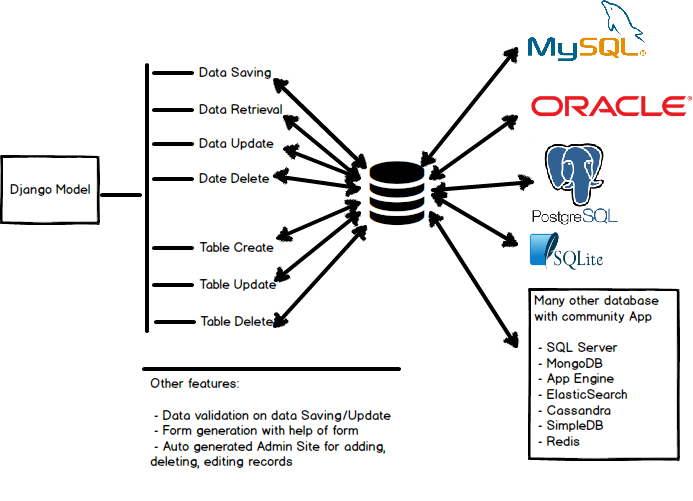 Django Model
Data Saving
Data Retrieval
Data Update
Date Delete
Table Create
Table Update
Table Delete
Other features:
- Data validation on data Saving/Update
- Form generation with help of form
- Auto generated Admin Site for adding,
deleting, editing records
MySQL®
ORACLE®
PostgreSQL
SQLite
Many other database
with community App
- SQL Server
- MongoDB
- App Engine
- ElasticSearch
- Cassandra
- SimpleDB
- Redis